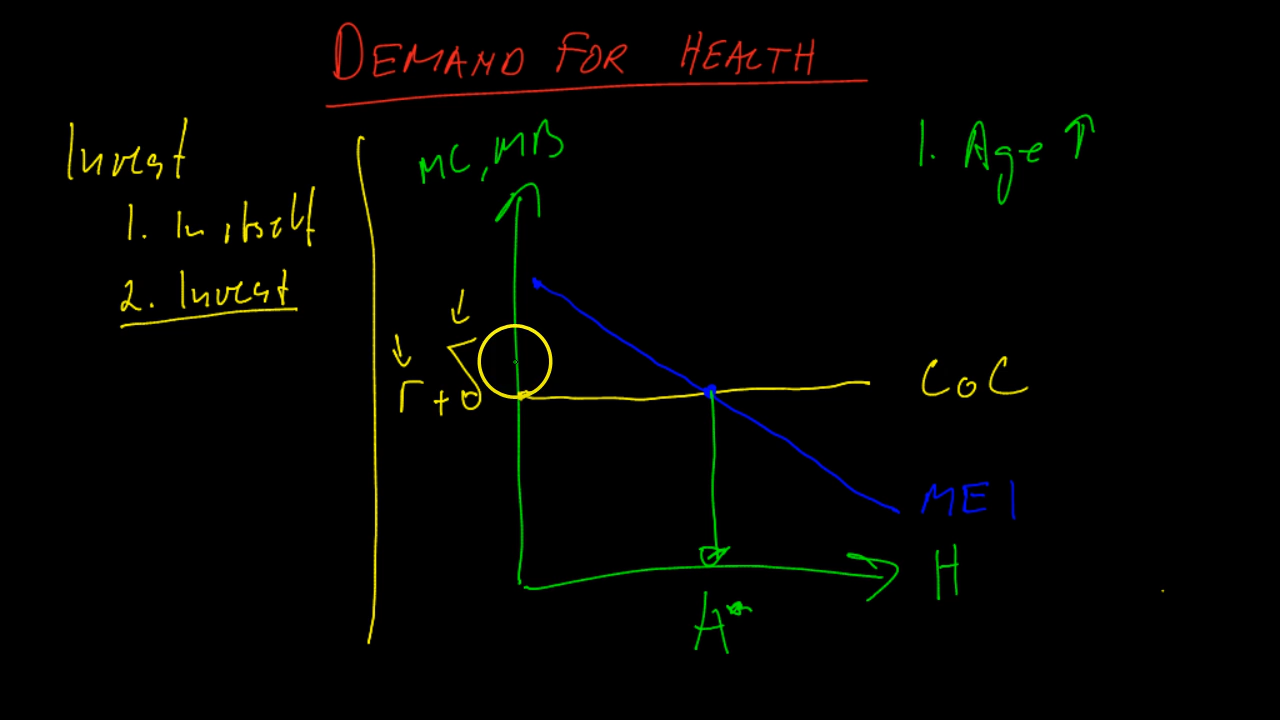 DEMAND FOR HEALTH
Invest
1. In itself
2. Invest
MC, MB
↓
↓
r + δ
1. Age ↑
CoC
MEI
H
H*